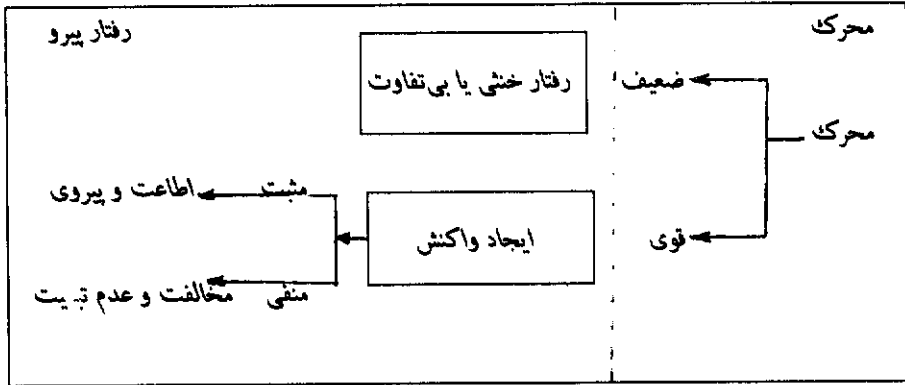 محرک
رفتار پیرو
ضعیف
رفتار خنثی یا بی‌تفاوت
محرک
مثبت
اطاعت و پیروی
قوی
ایجاد واکنش
منفی
مخالفت و عدم تبعیت